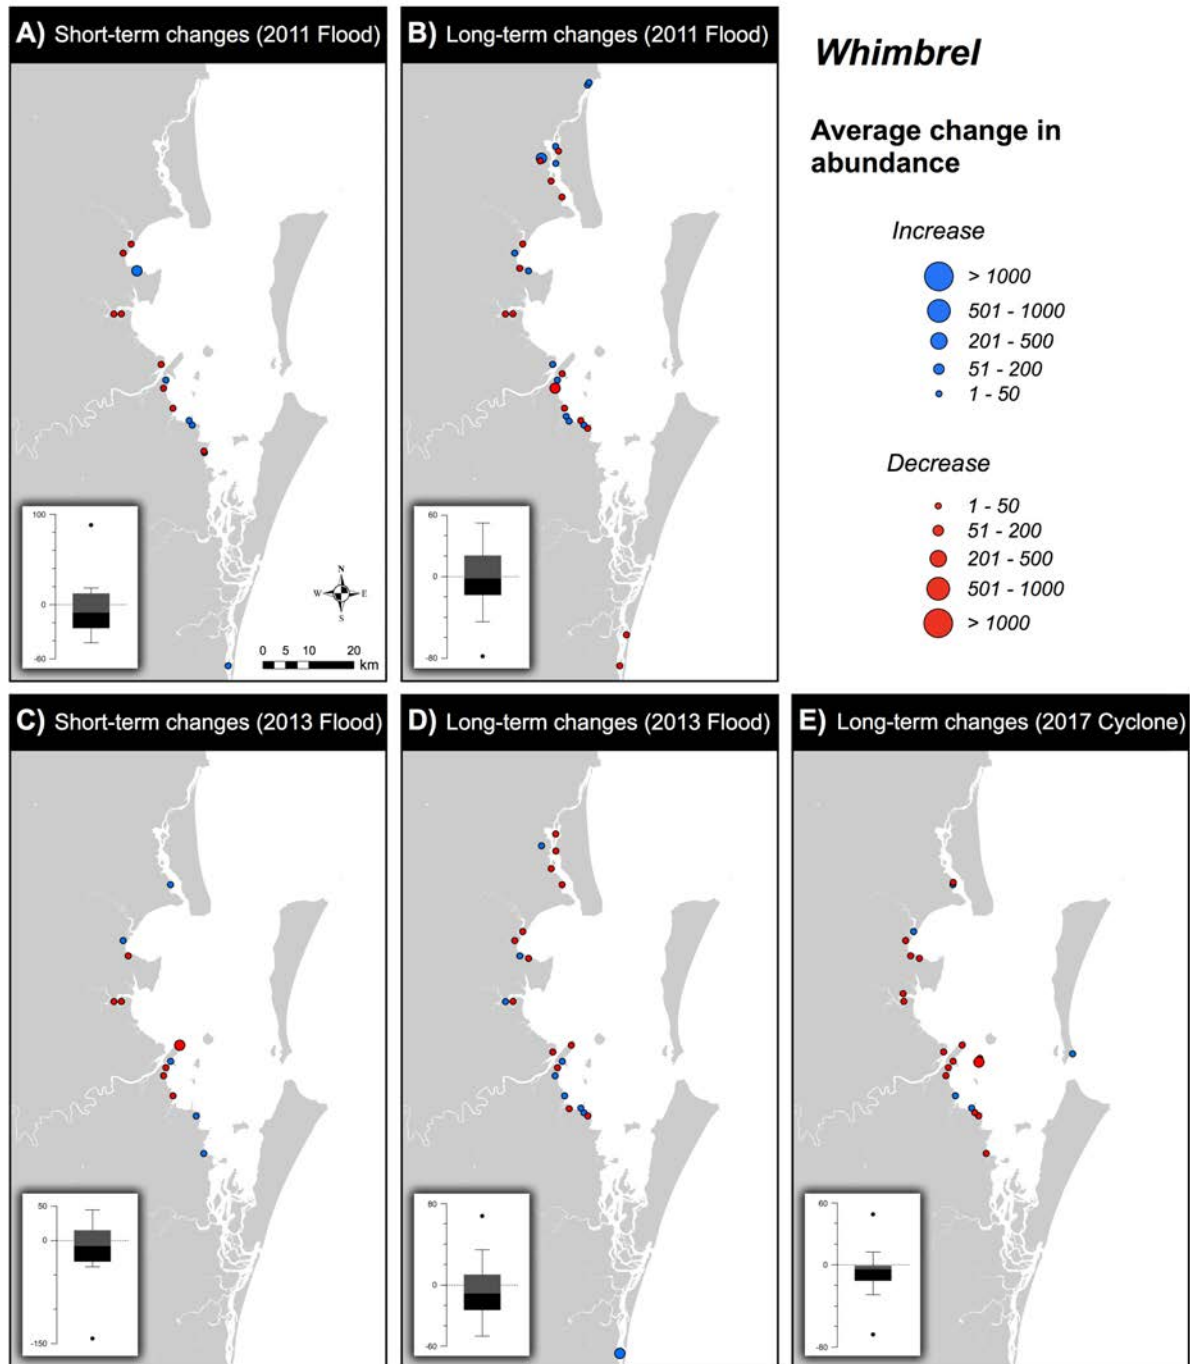 A) Short-term changes (2011 Flood)
B) Long-term changes (2011 Flood)
Whimbrel
Average change in
abundance
Increase
> 1000
501 - 1000
201 - 500
51 - 200
1 - 50
Decrease
1 - 50
51 - 200
201 - 500
501 - 1000
> 1000
100
0
-60
N
W E
S
0 5 10 20
km
60
0
-80
C) Short-term changes (2013 Flood)
D) Long-term changes (2013 Flood)
E) Long-term changes (2017 Cyclone)
50
0
-150
80
0
-60
60
0
-80